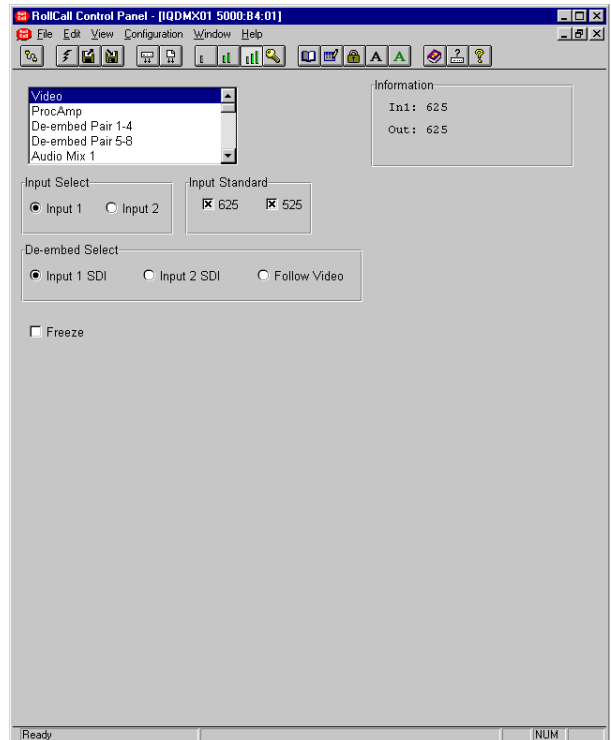 RollCall Control Panel - [IQDMX01 5000:B4:01]
File Edit View Configuration Window Help
A A ? ?
Video
ProcAmp
De-embed Pair 1-4
De-embed Pair 5-8
Audio Mix 1
Information
In1: 625
Out: 625
Input Select
Input 1 Input 2
Input Standard
625 525
De-embed Select
Input 1 SDI Input 2 SDI Follow Video
Freeze
Ready NUM